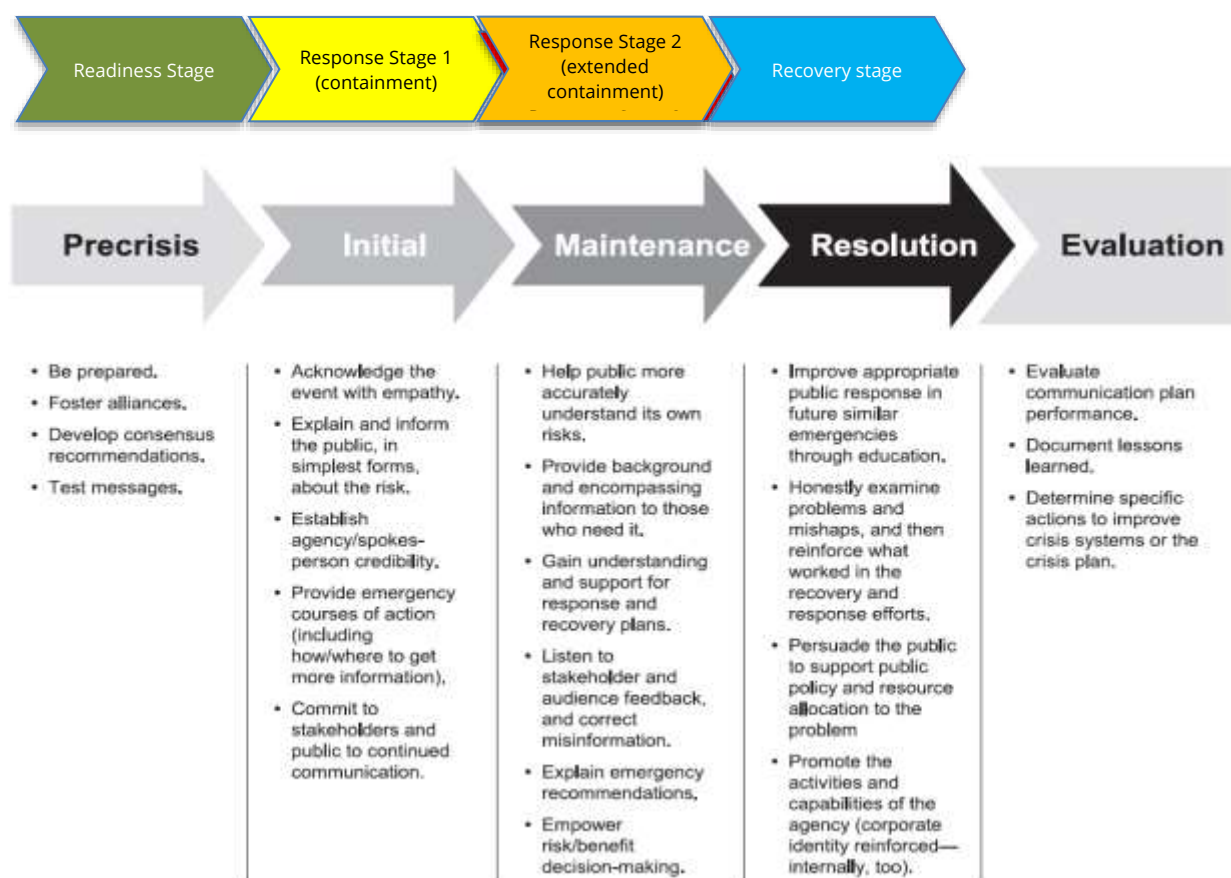 Readiness Stage
Response Stage 1
(containment)
Response Stage 2
(extended
containment)
Recovery stage
Precrisis
Initial
Maintenance
Resolution
Evaluation
• Be prepared.
• Foster alliances.
• Develop consensus
recommendations.
• Test messages.
• Acknowledge the
event with empathy.
• Explain and inform
the public, in
simplest forms,
about the risk.
• Establish
agency/spokes-
person credibility.
• Provide emergency
courses of action
(including
how/where to get
more information).
• Commit to
stakeholders and
public to continued
communication.
• Help public more
accurately
understand its own
risks.
• Provide background
and encompassing
information to those
who need it.
• Gain understanding
and support for
response and
recovery plans.
• Listen to
stakeholder and
audience feedback,
and correct
misinformation.
• Explain emergency
recommendations.
• Empower
risk/benefit
decision-making.
• Improve appropriate
public response in
future similar
emergencies
through education.
• Honestly examine
problems and
mishaps, and then
reinforce what
worked in the
recovery and
response efforts.
• Persuade the public
to support public
policy and resource
allocation to the
problem
• Promote the
activities and
capabilities of the
agency (corporate
identity reinforced—
internally, too).
• Evaluate
communication plan
performance.
• Document lessons
learned.
• Determine specific
actions to improve
crisis systems or the
crisis plan.